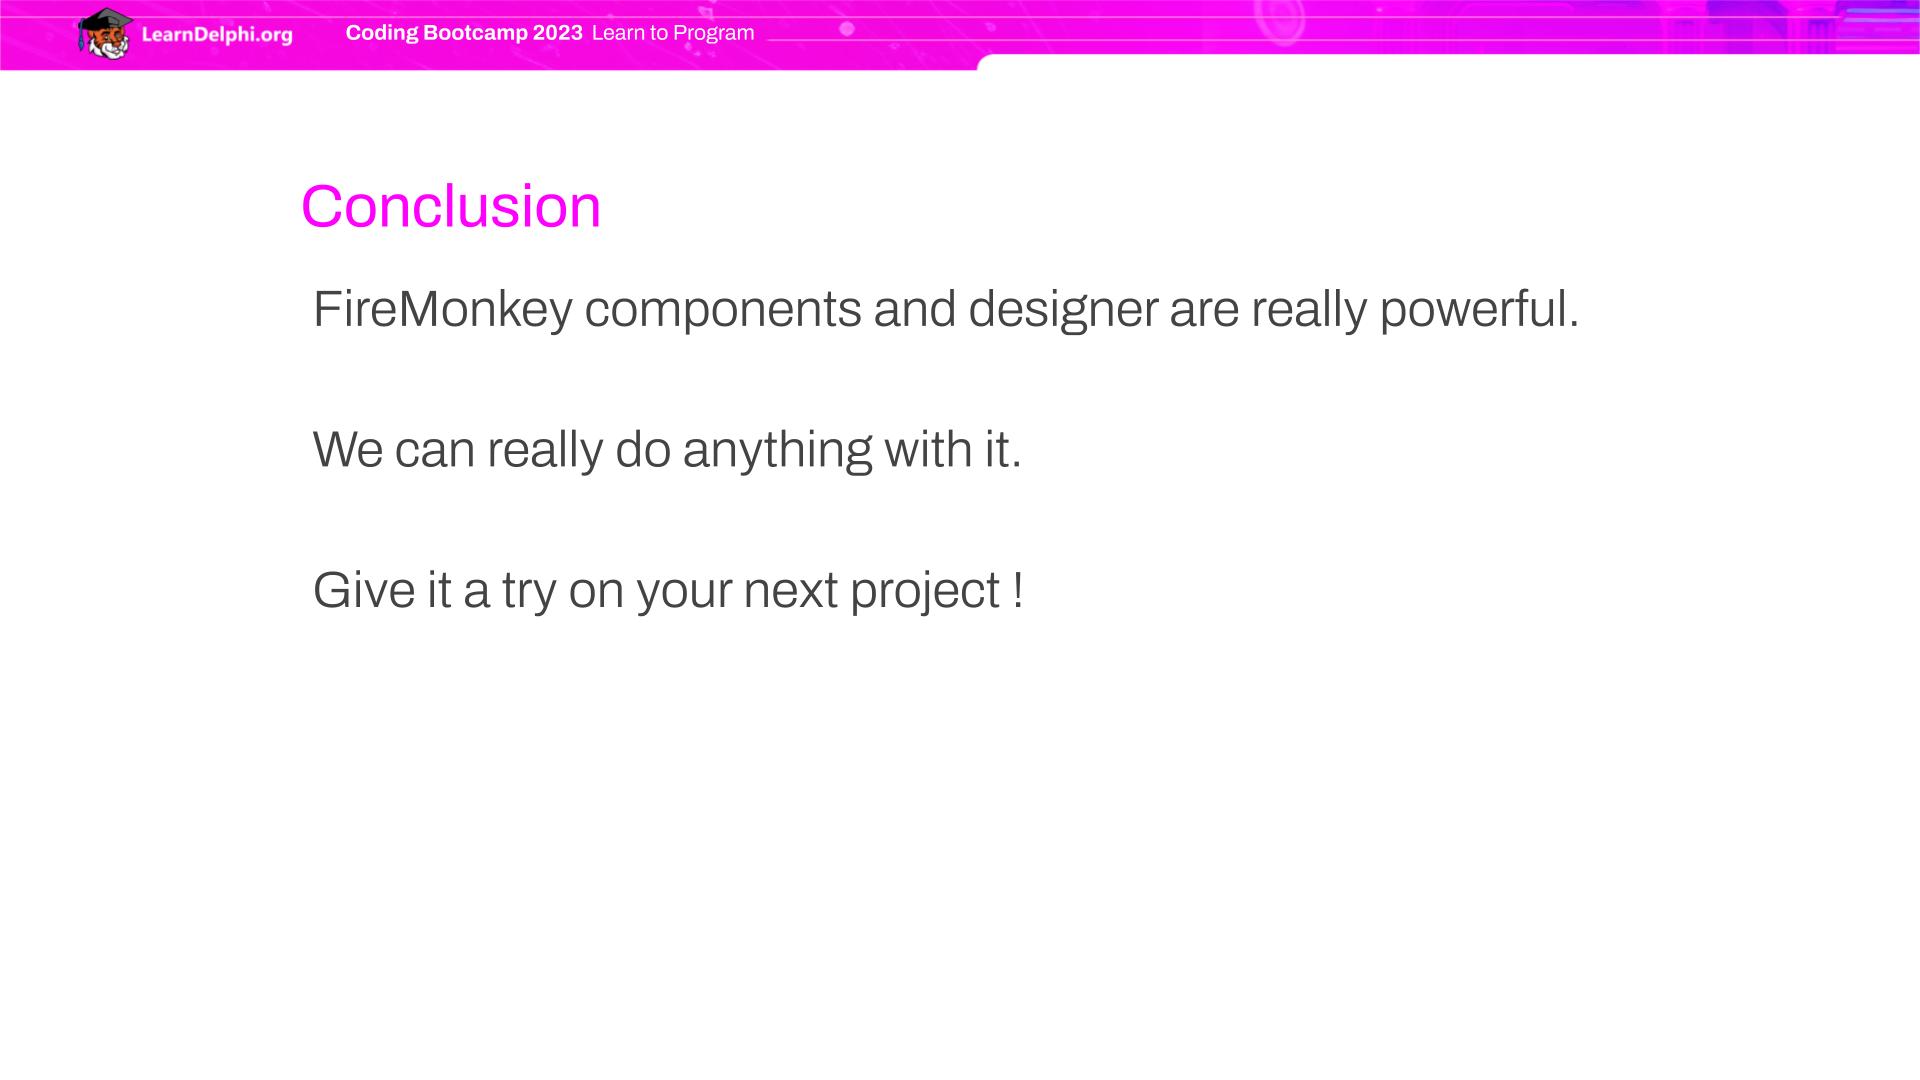 LearnDelphi.org
Coding Bootcamp 2023 Learn to Program
Conclusion
FireMonkey components and designer are really powerful.
We can really do anything with it.
Give it a try on your next project !